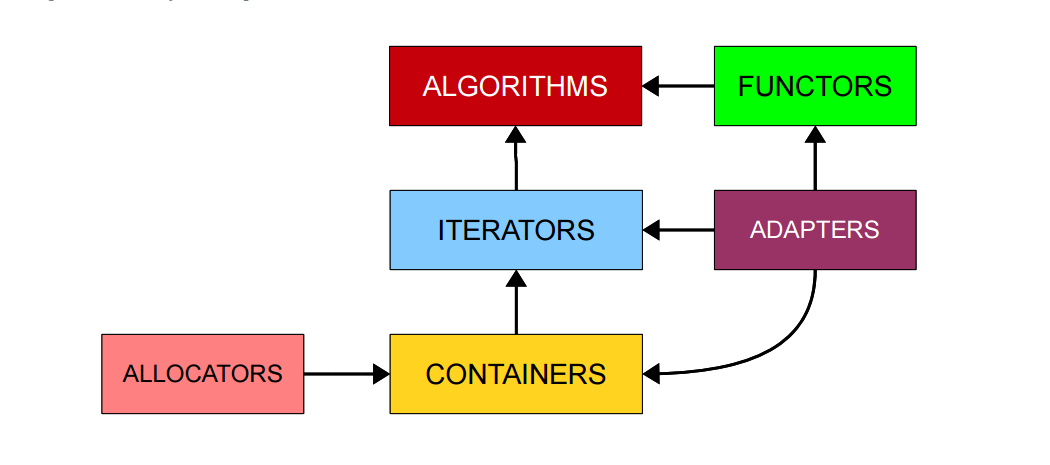 ALGORITHMS
FUNCTORS
ITERATORS
ADAPTERS
ALLOCATORS
CONTAINERS